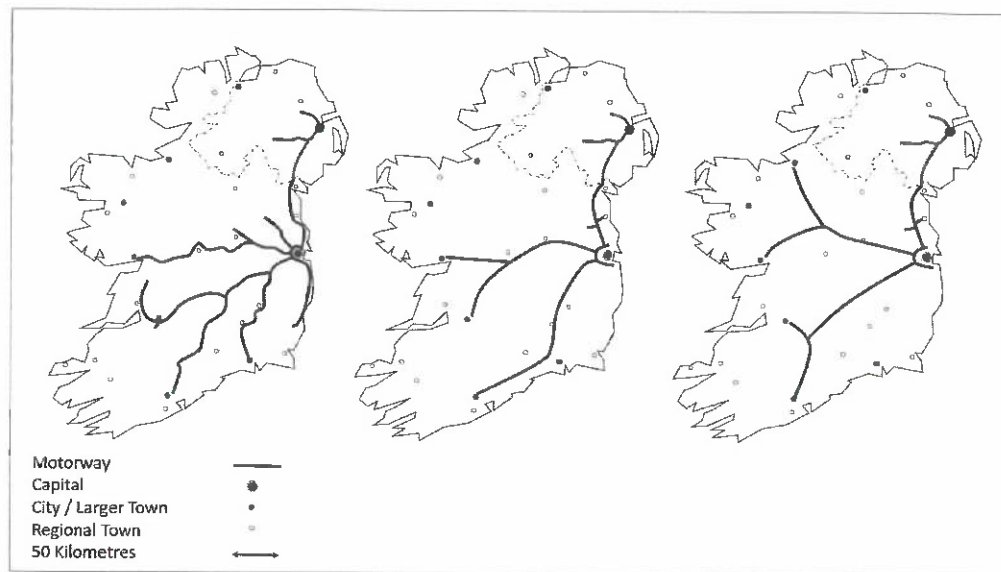 Motorway
Capital
City / Larger Town
Regional Town
50 Kilometres